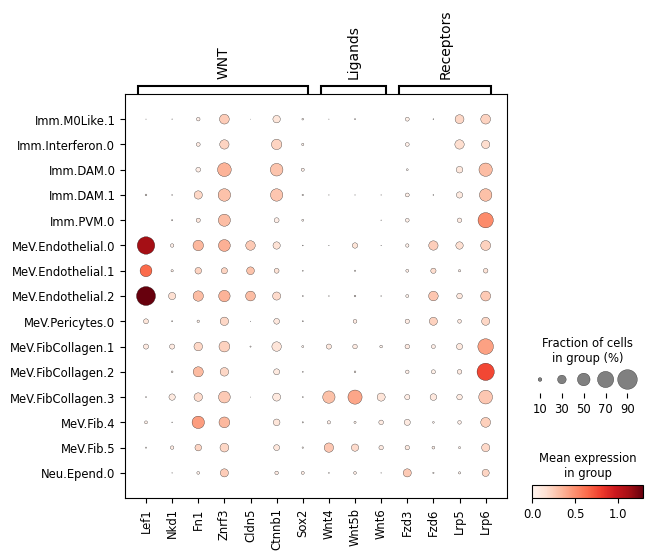 WNT
Ligands
Receptors
Imm.M0Like.1
Imm.Interferon.0
Imm.DAM.0
Imm.DAM.1
Imm.PVM.0
MeV.Endothelial.0
MeV.Endothelial.1
MeV.Endothelial.2
MeV.Pericytes.0
MeV.FibCollagen.1
MeV.FibCollagen.2
MeV.FibCollagen.3
MeV.Fib.4
MeV.Fib.5
Neu.Epend.0
Lef1
Nkd1
Fn1
Znrf3
Cldn5
Ctnnb1
Sox2
Wnt4
Wnt5b
Wnt6
Fzd3
Fzd6
Lrp5
Lrp6
Fraction of cells
in group (%)
10 30 50 70 90
Mean expression
in group
0.0 0.5 1.0